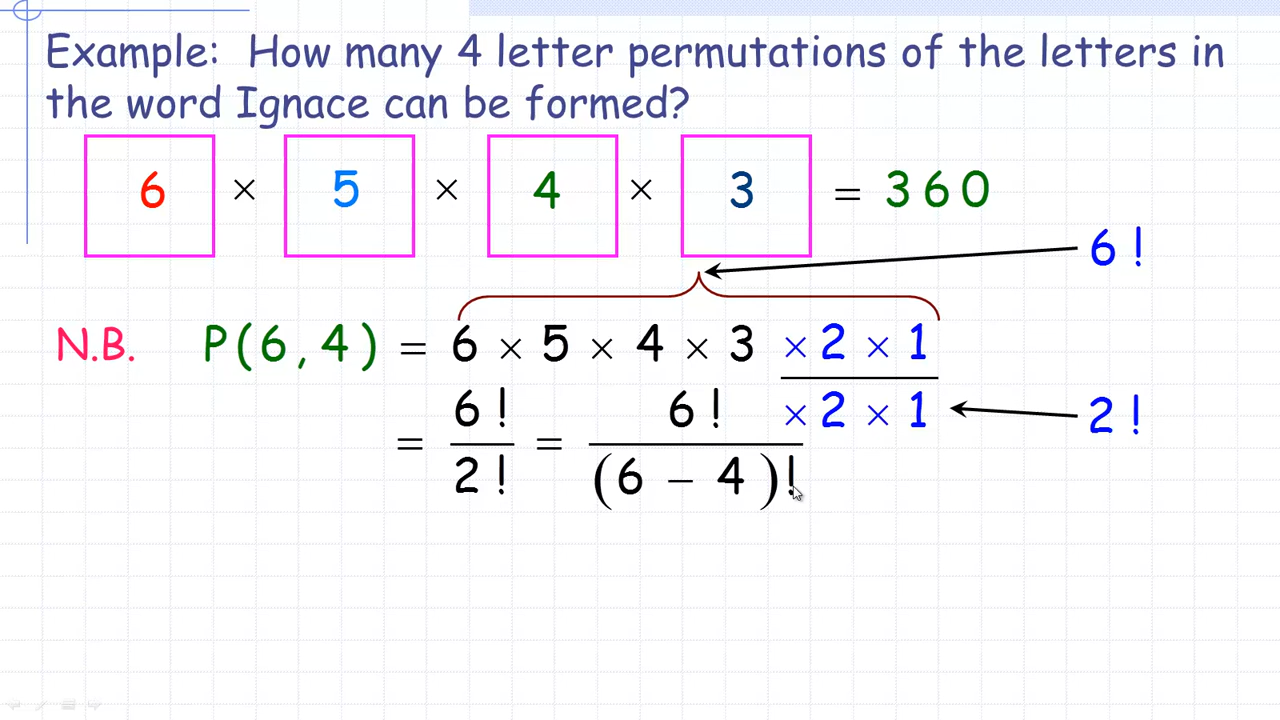 Example: How many 4 letter permutations of the letters in
the word Ignace can be formed?
6 × 5 × 4 × 3 = 360
6 !
N.B. P(6,4) = 6 × 5 × 4 × 3 × 2 × 1
× 2 × 1
2 !
= 6 ! / 2 ! = 6 ! / (6 − 4)!